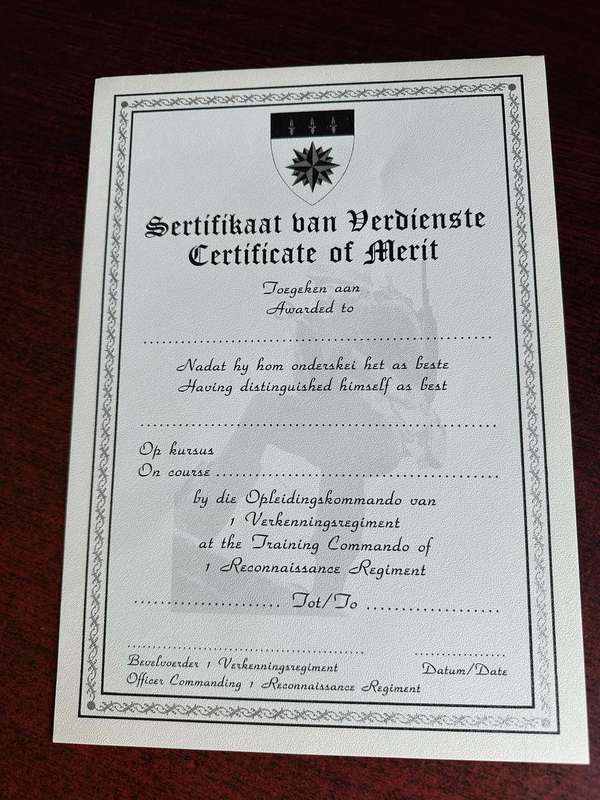 Sertifikaat van Verdienste
Certificate of Merit
Toegeken aan
Awarded to
Nadat hy hom onderskei het as beste
Having distinguished himself as best
Op kursus
On course
by die Opleidingskommando van
1 Verkenningsregiment
at the Training Commando of
1 Reconnaissance Regiment
Tot/To
Bevelvoerder 1 Verkenningsregiment
Datum/Date
Officer Commanding 1 Reconnaissance Regiment